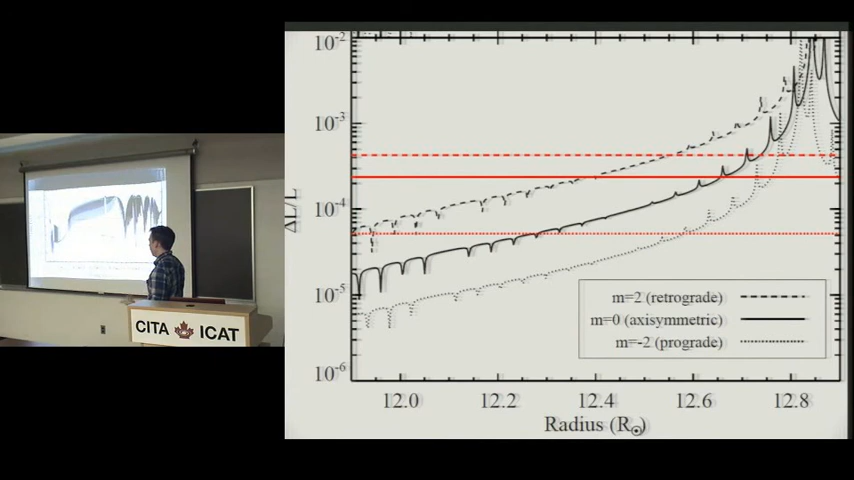 CITA ICAT
10⁻²
10⁻³
10⁻⁴
10⁻⁵
10⁻⁶
ΔL/L
m=2 (retrograde)
m=0 (axisymmetric)
m=-2 (prograde)
12.0 12.2 12.4 12.6 12.8
Radius (R☉)